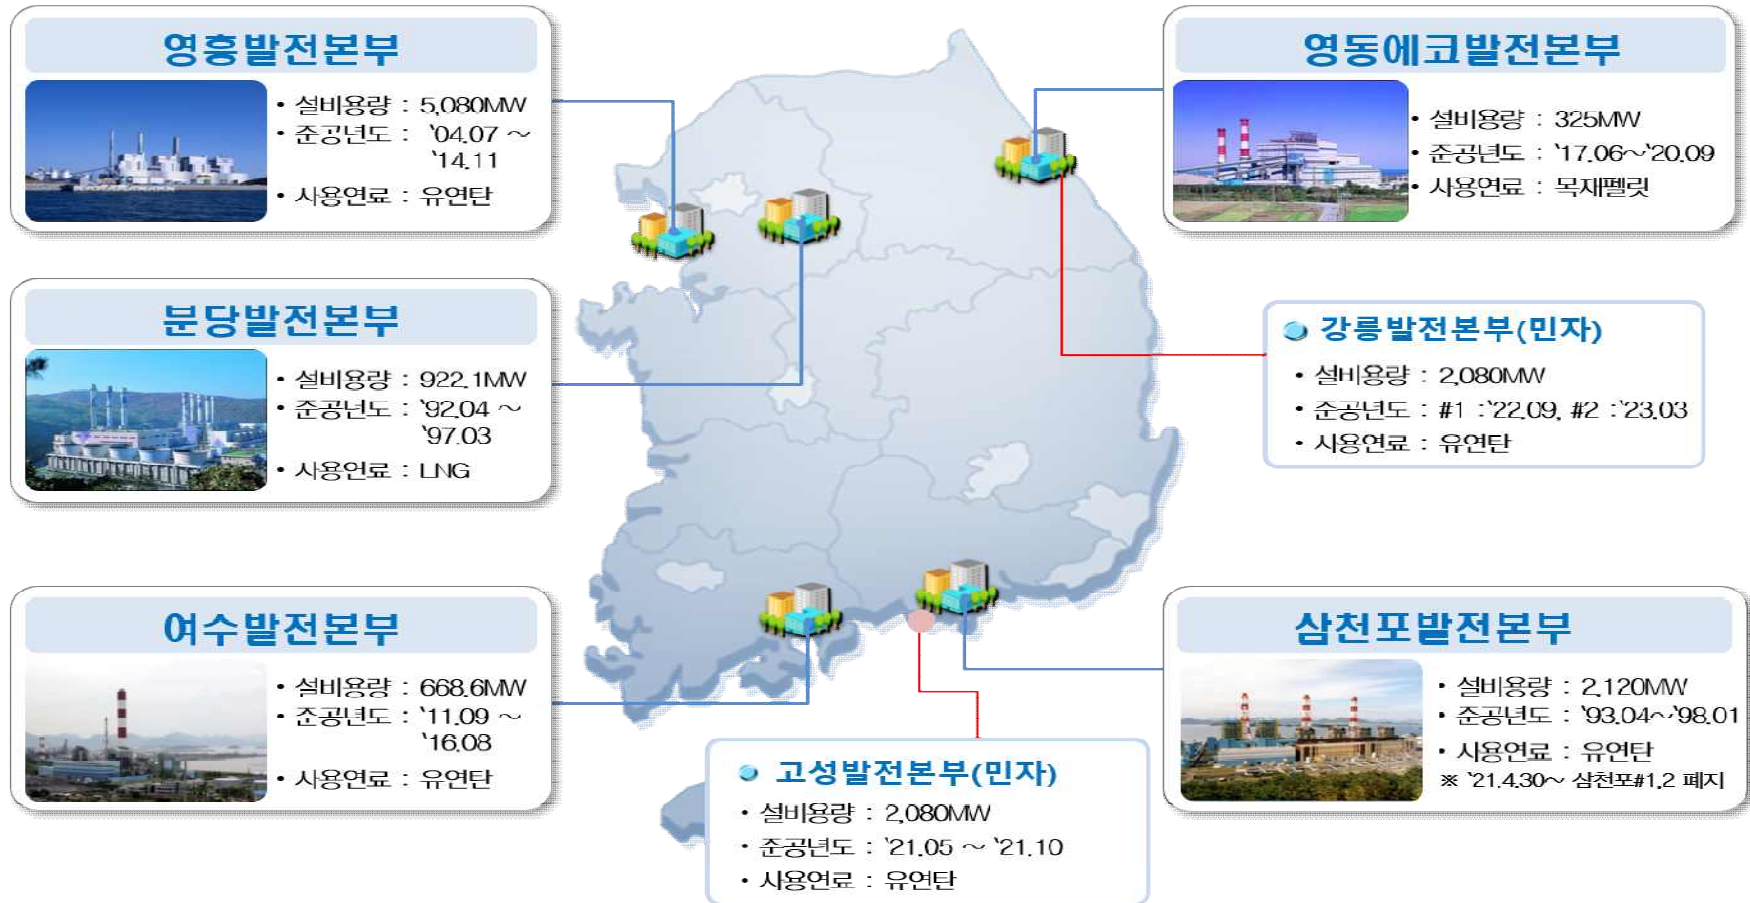 영흥발전본부
• 설비용량 : 5,080MW
• 준공년도 : '04.07 ~
'14.11
• 사용연료 : 유연탄
영동에코발전본부
• 설비용량 : 325MW
• 준공년도 : '17.06~'20.09
• 사용연료 : 목재펠릿
분당발전본부
• 설비용량 : 922.1MW
• 준공년도 : '92.04 ~
'97.03
• 사용연료 : LNG
강릉발전본부(민자)
• 설비용량 : 2,080MW
• 준공년도 : #1 :'22.09, #2 :'23.03
• 사용연료 : 유연탄
여수발전본부
• 설비용량 : 668.6MW
• 준공년도 : '11.09 ~
'16.08
• 사용연료 : 유연탄
삼천포발전본부
• 설비용량 : 2,120MW
• 준공년도 : '93.04~'98.01
• 사용연료 : 유연탄
※ '21.4.30~ 삼천포#1,2 폐지
고성발전본부(민자)
• 설비용량 : 2,080MW
• 준공년도 : '21.05 ~ '21.10
• 사용연료 : 유연탄